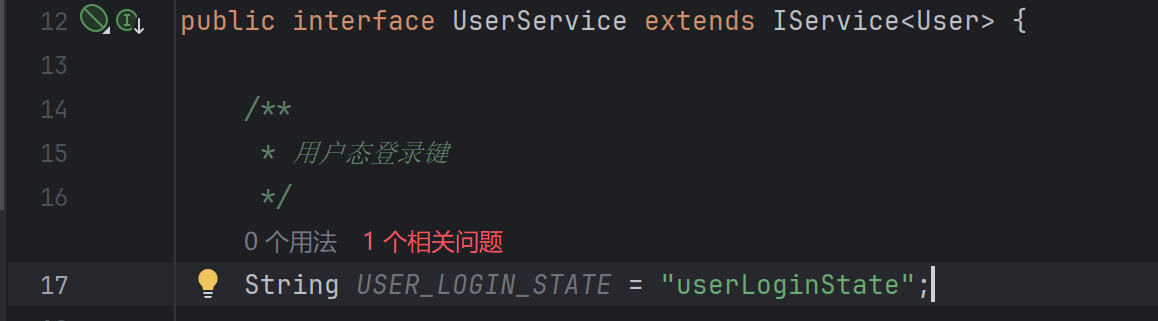 12 public interface UserService extends IService<User> {
13
14 /**
15 * 用户态登录键
16 */
0 个用法 1 个相关问题
17 String USER_LOGIN_STATE = "userLoginState";